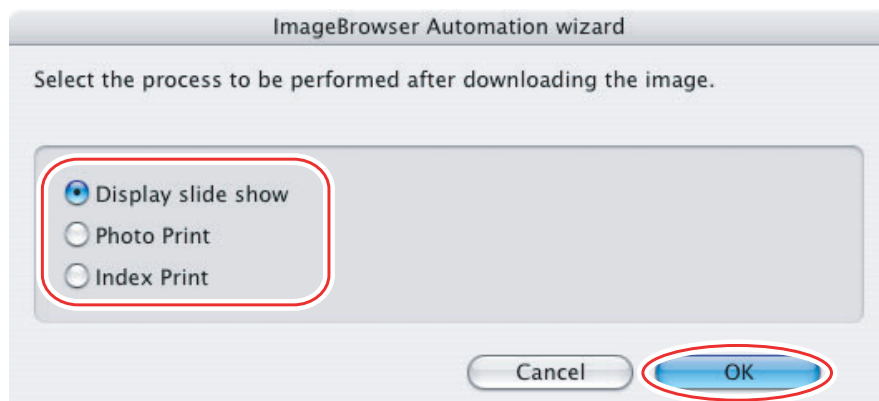 ImageBrowser Automation wizard
Select the process to be performed after downloading the image.
Display slide show
Photo Print
Index Print
Cancel
OK